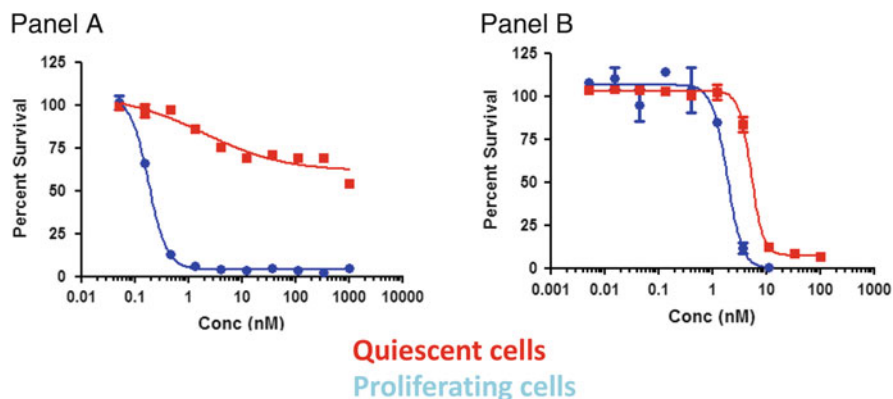 Panel A
Panel B
Percent Survival
125
100
75
50
25
0
0.01 0.1 1 10 100 1000 10000
Conc (nM)
Percent Survival
125
100
75
50
25
0
0.001 0.01 0.1 1 10 100 1000
Conc (nM)
Quiescent cells
Proliferating cells